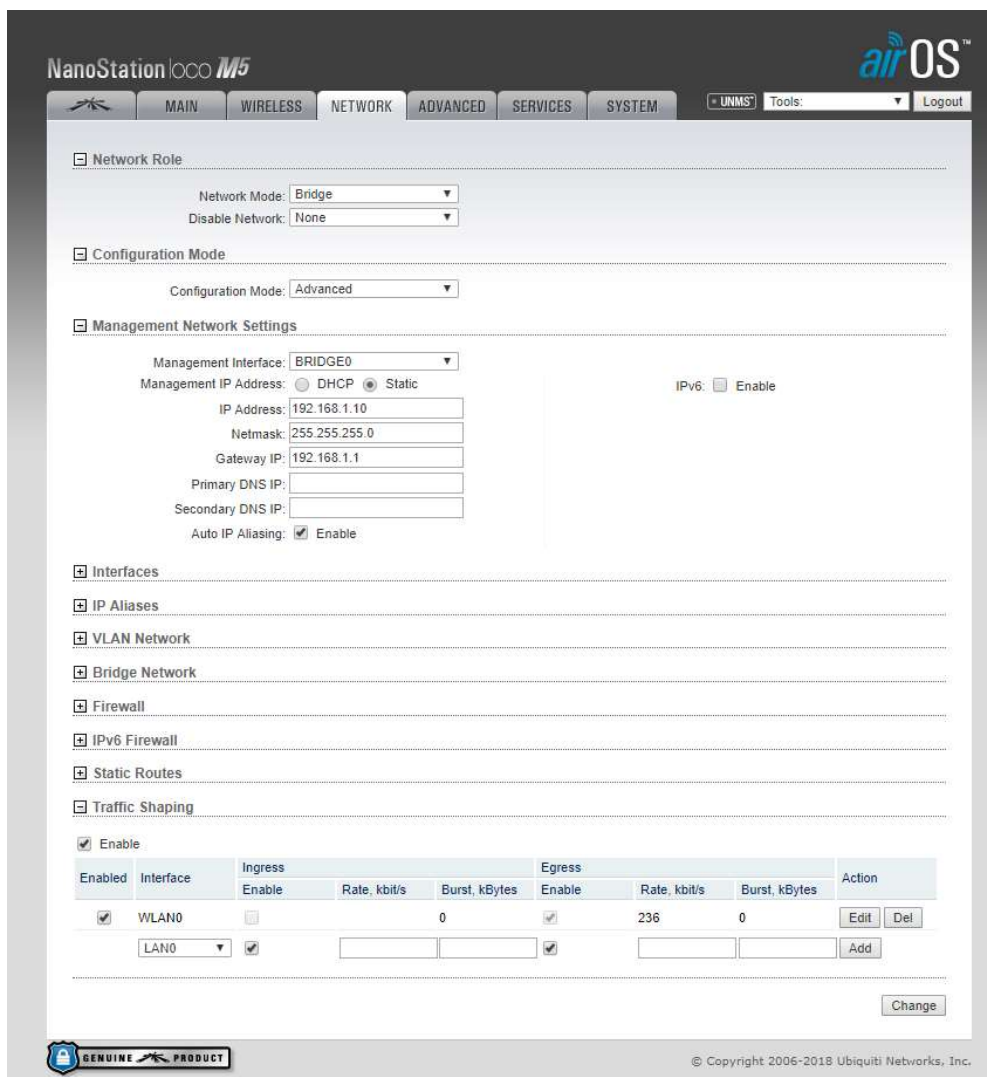 NanoStation loco M5
airOS™
MAIN WIRELESS NETWORK ADVANCED SERVICES SYSTEM UNMS™ Tools: Logout
Network Role
Network Mode: Bridge
Disable Network: None
Configuration Mode
Configuration Mode: Advanced
Management Network Settings
Management Interface: BRIDGE0
Management IP Address: DHCP Static
IPv6: Enable
IP Address: 192.168.1.10
Netmask: 255.255.255.0
Gateway IP: 192.168.1.1
Primary DNS IP:
Secondary DNS IP:
Auto IP Aliasing: Enable
Interfaces
IP Aliases
VLAN Network
Bridge Network
Firewall
IPv6 Firewall
Static Routes
Traffic Shaping
Enable
Enabled Interface Ingress Egress Action
Enable Rate, kbit/s Burst, kBytes Enable Rate, kbit/s Burst, kBytes
WLAN0 0 236 0 Edit Del
LAN0 Add
Change
GENUINE PRODUCT
© Copyright 2006-2018 Ubiquiti Networks, Inc.